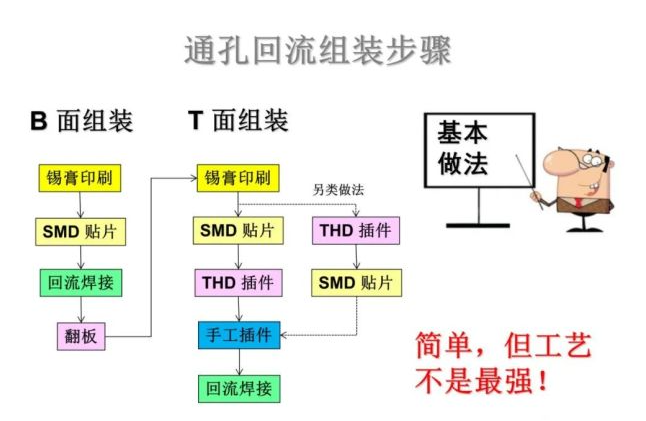 通孔回流组装步骤
B 面组装
T 面组装
基本
做法
锡膏印刷
SMD 贴片
回流焊接
翻板
锡膏印刷
另类做法
SMD 贴片
THD 插件
THD 插件
SMD 贴片
手工插件
回流焊接
简单，但工艺
不是最强！